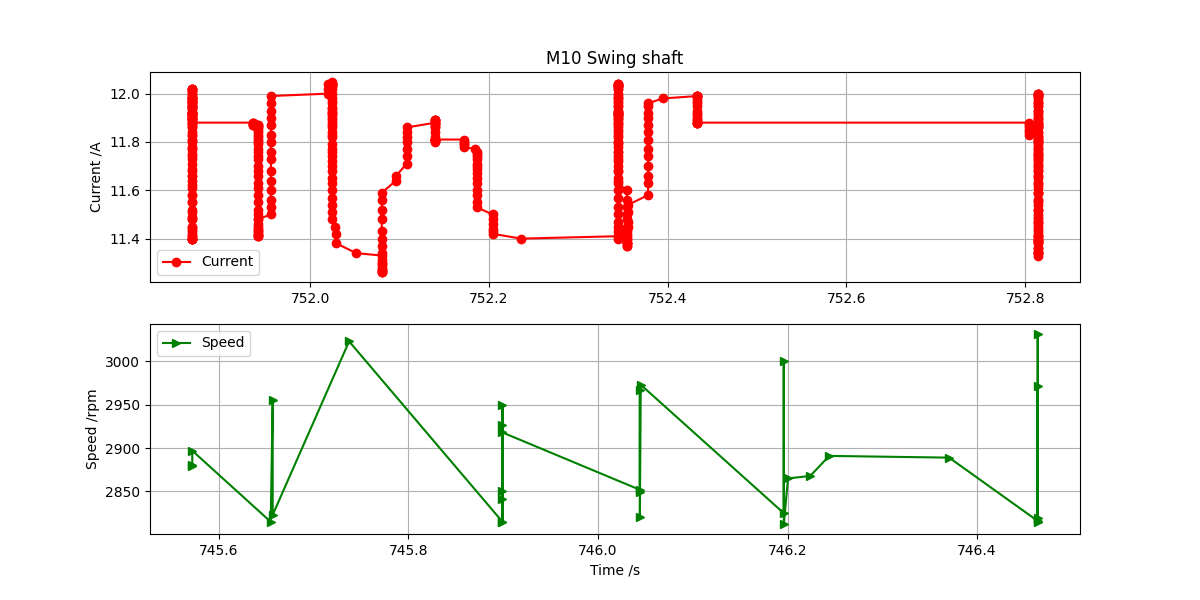 M10 Swing shaft
Current /A
12.0
11.8
11.6
11.4
Current
752.0 752.2 752.4 752.6 752.8
Speed /rpm
3000
2950
2900
2850
Speed
745.6 745.8 746.0 746.2 746.4
Time /s